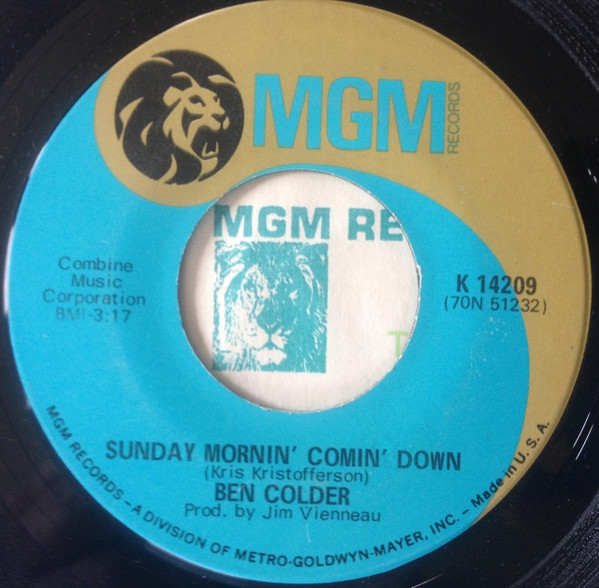 MGM
RECORDS
MGM RE
Combine
Music
Corporation
BMI-3:17
K 14209
(70N 51232)
T
SUNDAY MORNIN' COMIN' DOWN
(Kris Kristofferson)
BEN COLDER
Prod. by Jim Vienneau
MGM RECORDS – A DIVISION OF METRO-GOLDWYN-MAYER, INC. – Made in U. S. A.